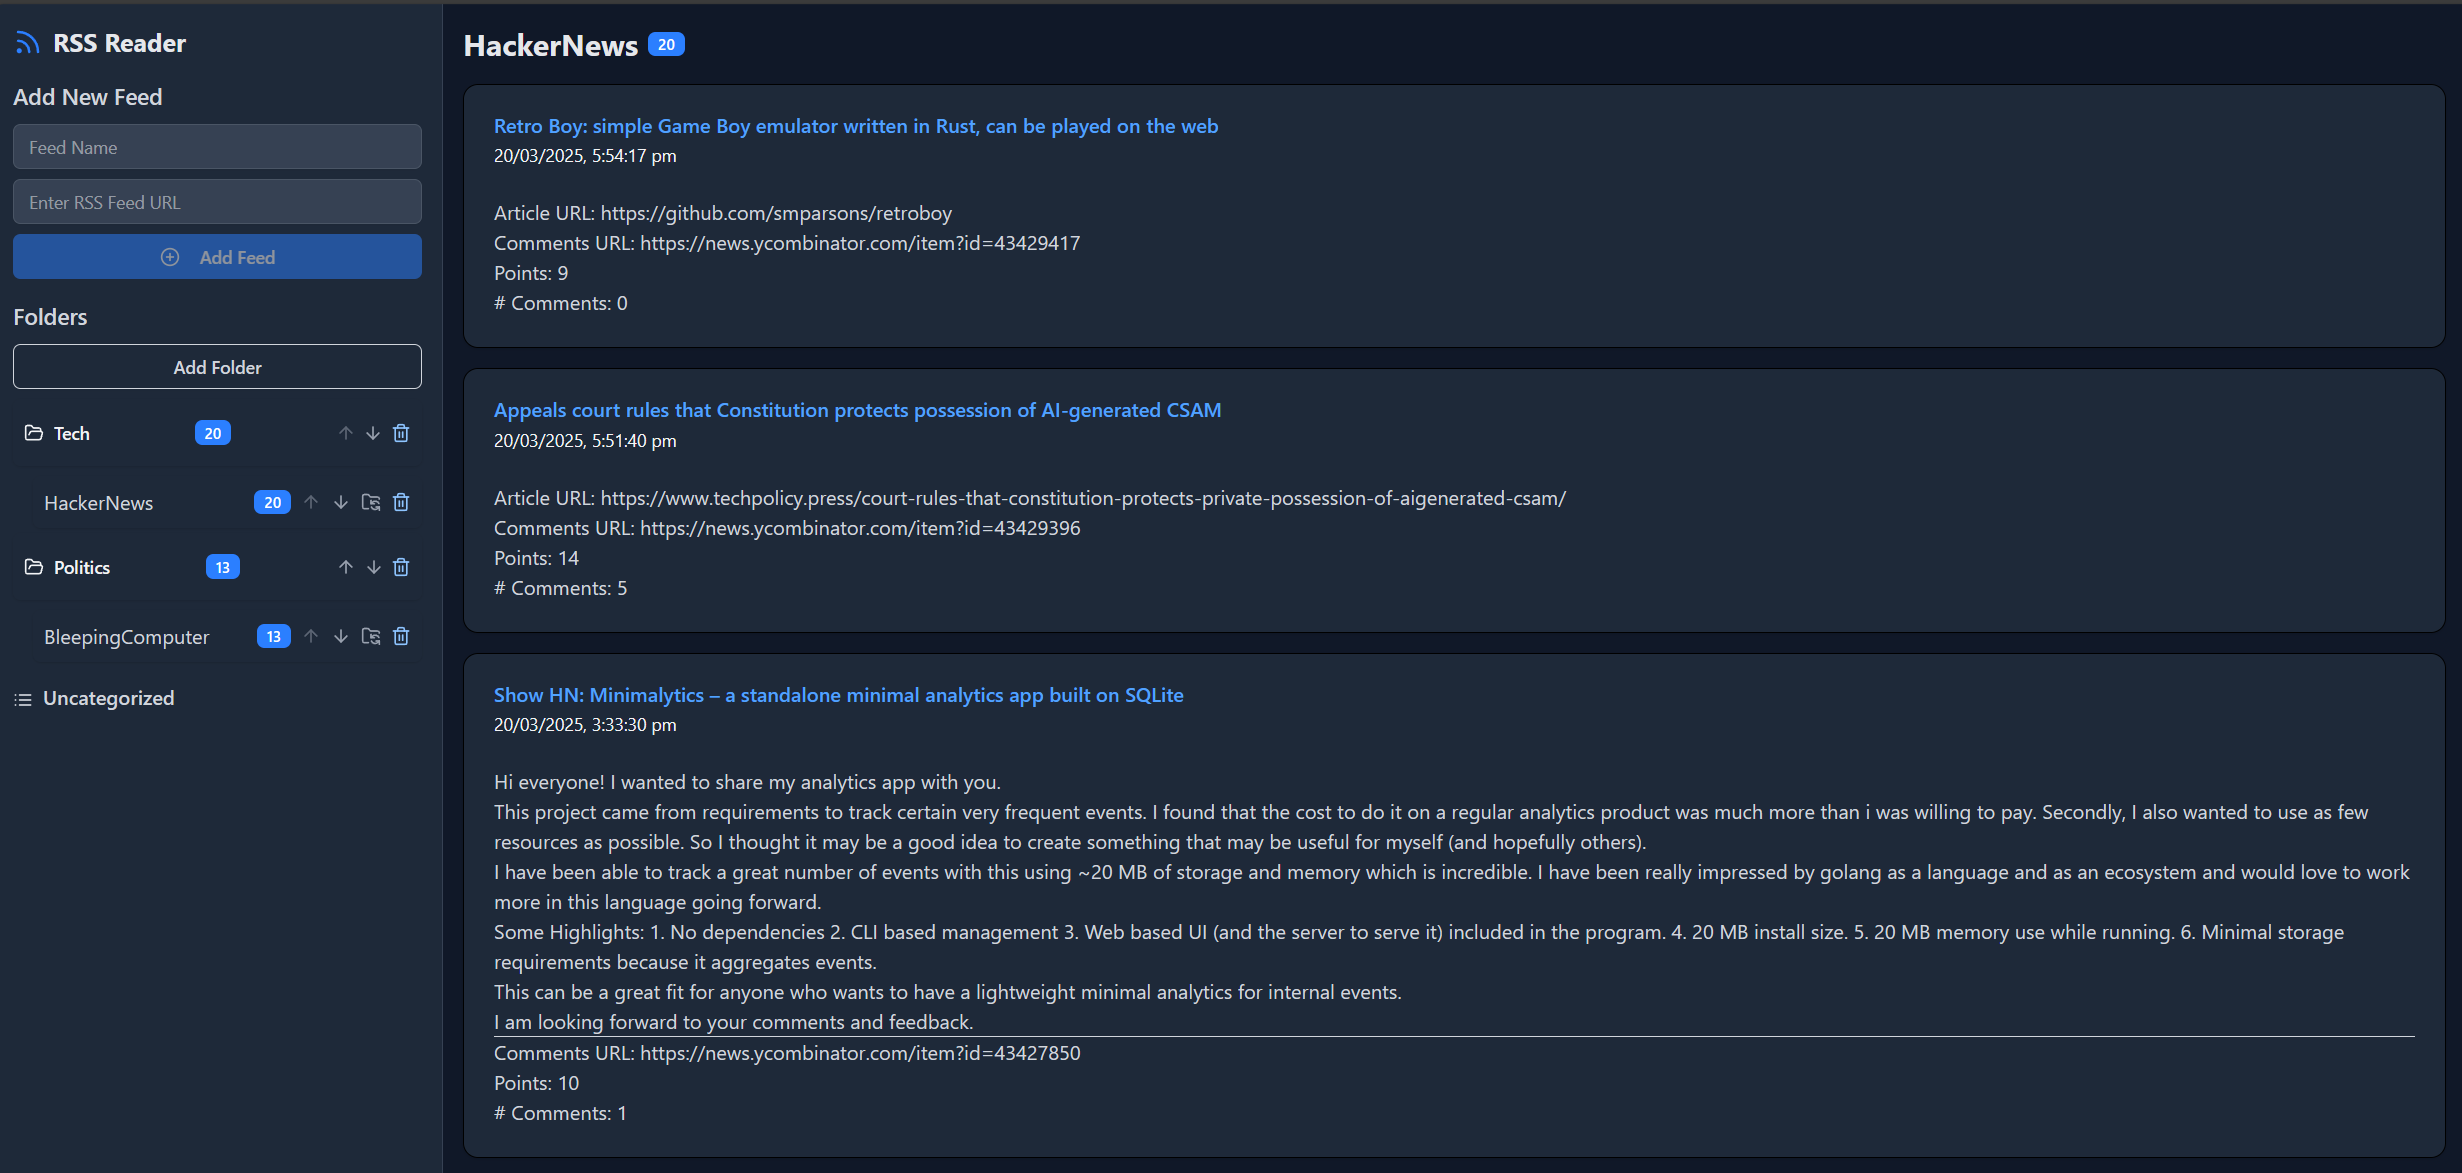 RSS Reader
Add New Feed
Feed Name
Enter RSS Feed URL
Add Feed
Folders
Add Folder
Tech 20
HackerNews 20
Politics 13
BleepingComputer 13
Uncategorized
HackerNews 20
Retro Boy: simple Game Boy emulator written in Rust, can be played on the web
20/03/2025, 5:54:17 pm
Article URL: https://github.com/smparsons/retroboy
Comments URL: https://news.ycombinator.com/item?id=43429417
Points: 9
# Comments: 0
Appeals court rules that Constitution protects possession of AI-generated CSAM
20/03/2025, 5:51:40 pm
Article URL: https://www.techpolicy.press/court-rules-that-constitution-protects-private-possession-of-aigenerated-csam/
Comments URL: https://news.ycombinator.com/item?id=43429396
Points: 14
# Comments: 5
Show HN: Minimalytics – a standalone minimal analytics app built on SQLite
20/03/2025, 3:33:30 pm
Hi everyone! I wanted to share my analytics app with you.
This project came from requirements to track certain very frequent events. I found that the cost to do it on a regular analytics product was much more than i was willing to pay. Secondly, I also wanted to use as few
resources as possible. So I thought it may be a good idea to create something that may be useful for myself (and hopefully others).
I have been able to track a great number of events with this using ~20 MB of storage and memory which is incredible. I have been really impressed by golang as a language and as an ecosystem and would love to work
more in this language going forward.
Some Highlights: 1. No dependencies 2. CLI based management 3. Web based UI (and the server to serve it) included in the program. 4. 20 MB install size. 5. 20 MB memory use while running. 6. Minimal storage
requirements because it aggregates events.
This can be a great fit for anyone who wants to have a lightweight minimal analytics for internal events.
I am looking forward to your comments and feedback.
Comments URL: https://news.ycombinator.com/item?id=43427850
Points: 10
# Comments: 1